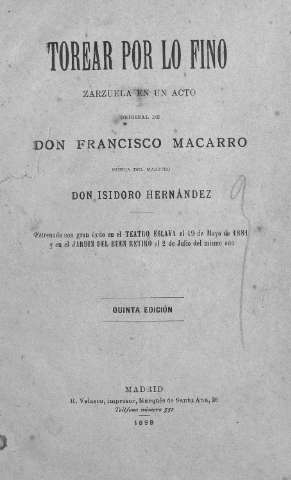 TOREAR POR LO FINO
ZARZUELA EN UN ACTO
ORIGINAL DE
DON FRANCISCO MACARRO
MUSICA DEL MAESTRO
DON ISIDORO HERNÁNDEZ
Estrenada con gran éxito en el TEATRO ESLAVA el 19 de Mayo de 1881
y en el JARDIN DEL BUEN RETIRO el 2 de Julio del mismo año
QUINTA EDICIÓN
MADRID
R. Velasco, impresor, Marqués de Santa Ana, 20
Teléfono número 551
1898